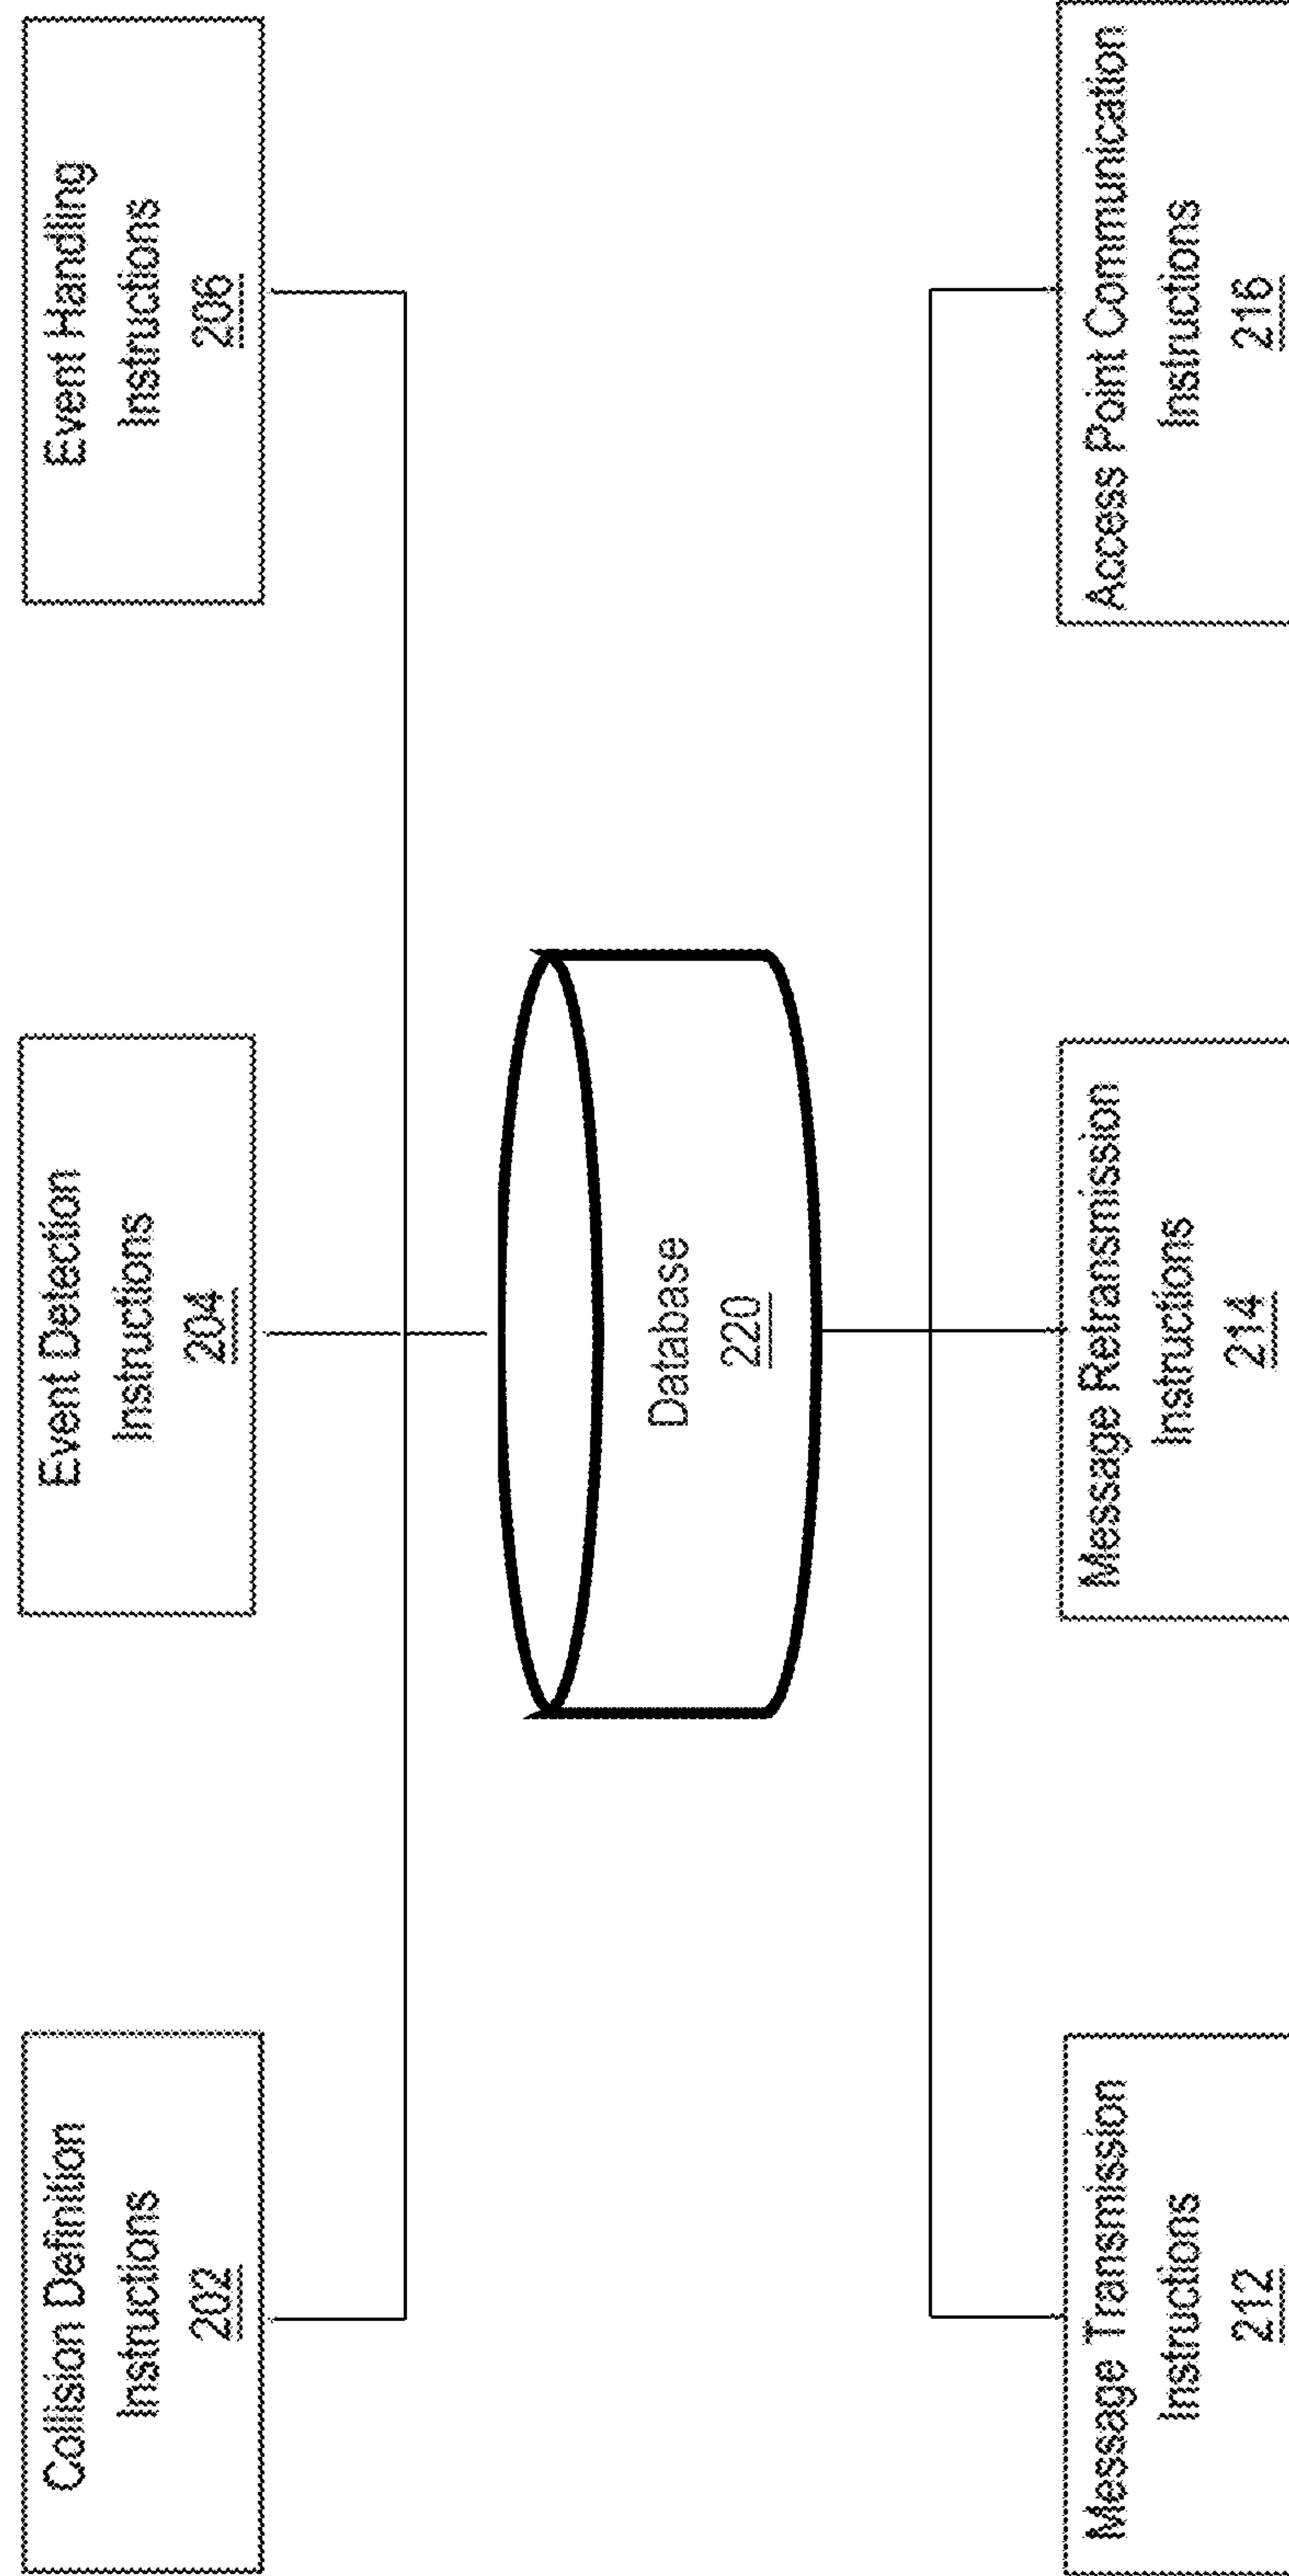 Collision Definition
Instructions
202
Event Detection
Instructions
204
Event Handling
Instructions
206
Database
220
Message Transmission
Instructions
212
Message Retransmission
Instructions
214
Access Point Communication
Instructions
216